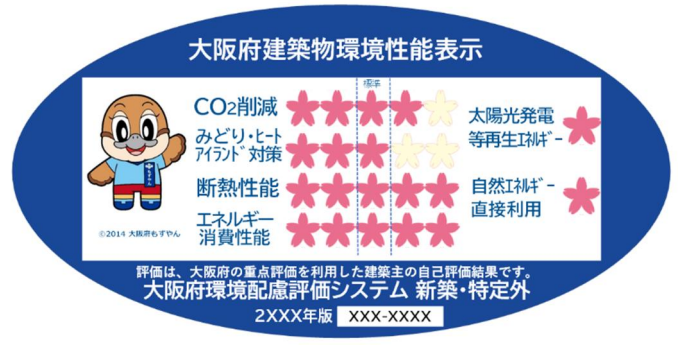 大阪府建築物環境性能表示
標準
CO2削減
みどり・ヒート
アイランド対策
断熱性能
エネルギー
消費性能
太陽光発電
等再生エネルギー
自然エネルギー
直接利用
もずやん
©2014 大阪府もずやん
評価は、大阪府の重点評価を利用した建築主の自己評価結果です。
大阪府環境配慮評価システム 新築・特定外
2XXX年版 XXX-XXXX